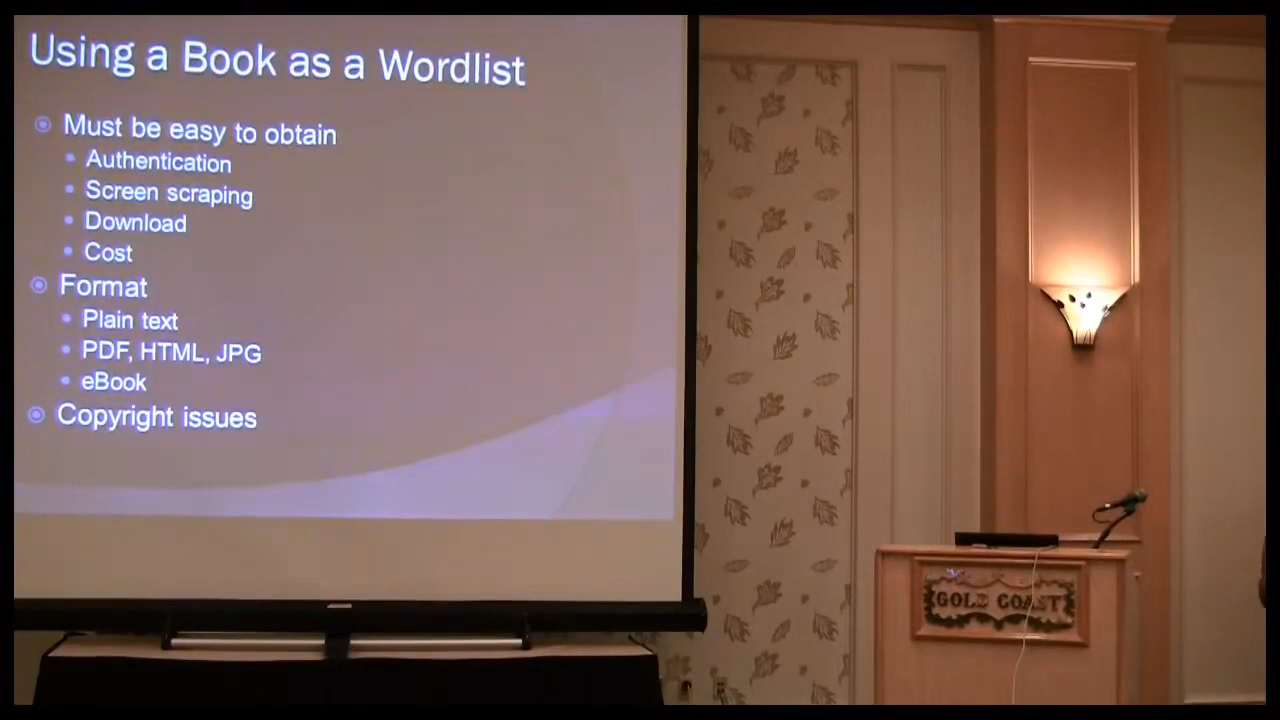 Using a Book as a Wordlist
Must be easy to obtain
Authentication
Screen scraping
Download
Cost
Format
Plain text
PDF, HTML, JPG
eBook
Copyright issues
GOLD COAST